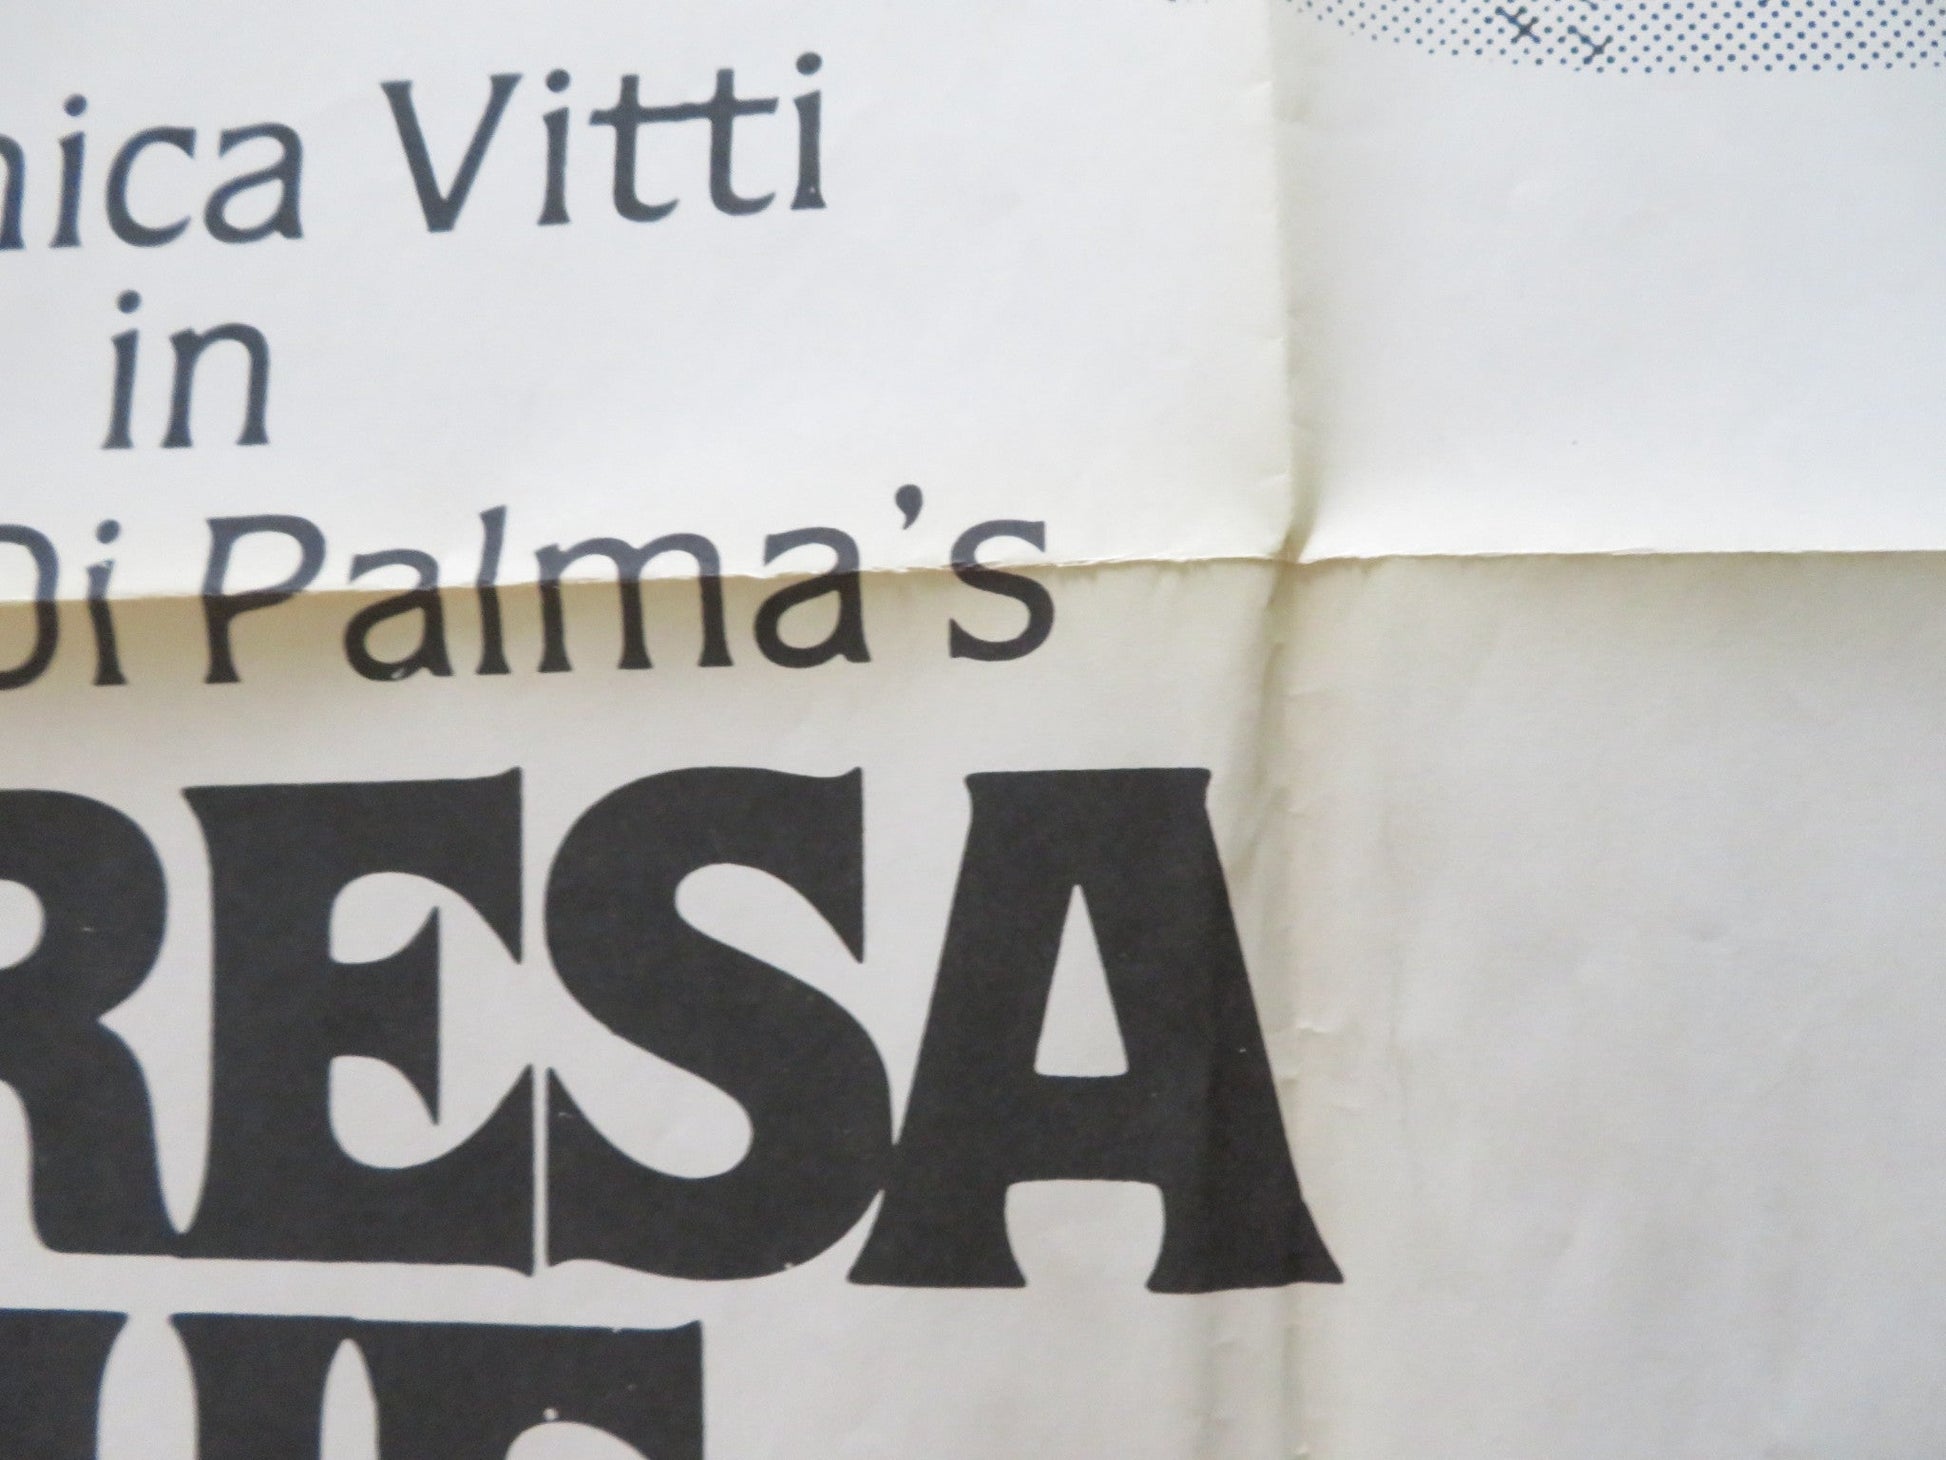 nica Vitti
in
Di Palma's
RESA